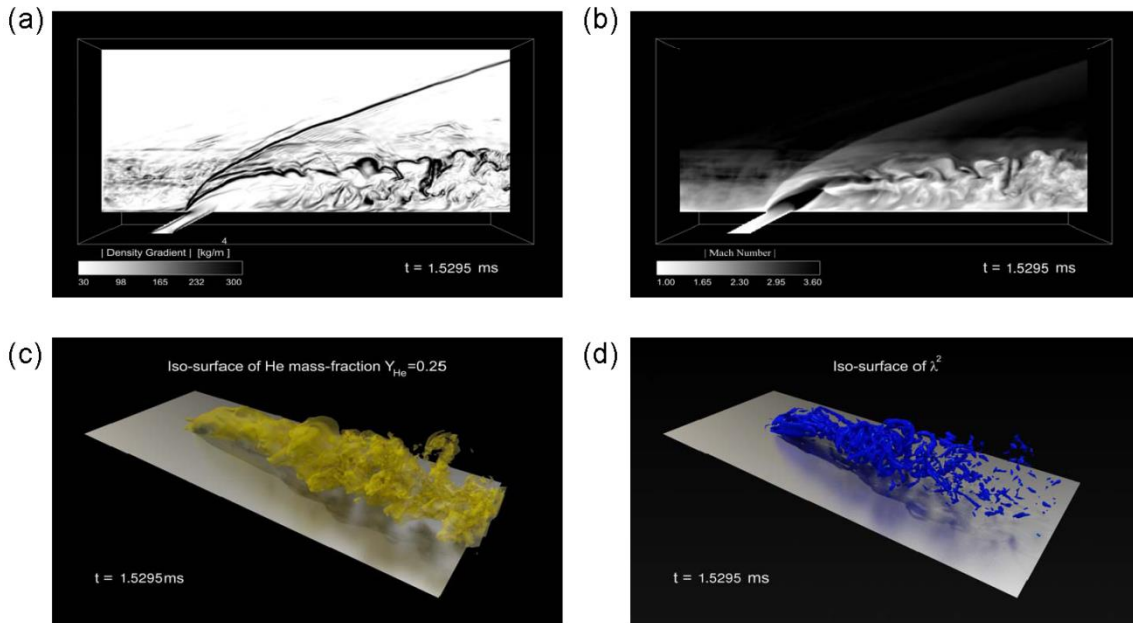 (a)
4
| Density Gradient | [kg/m ]
30 98 165 232 300
t = 1.5295 ms
(b)
| Mach Number |
1.00 1.65 2.30 2.95 3.60
t = 1.5295 ms
(c)
Iso-surface of He mass-fraction Y_He=0.25
t = 1.5295ms
(d)
Iso-surface of λ²
t = 1.5295 ms